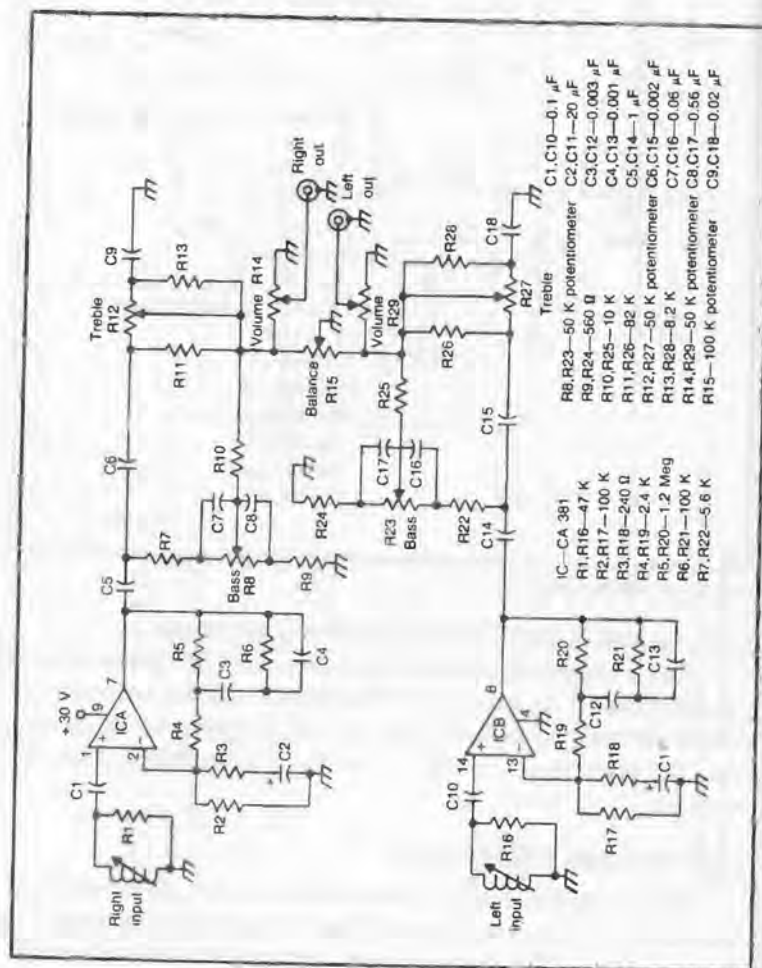 +30 V
Right
input
C1
R1
1
2
9
7
ICA
R2
R3
C2
R4
C3
R5
R6
C4
C5
R7
Bass
R8
R9
C7
C8
R10
C6
R11
Treble
R12
C9
R13
Volume
R14
Right
out
Left
out
Balance
R15
Volume
R29
Left
input
C10
R16
14
13
8
4
ICB
R17
R18
C1
R19
C12
R20
R21
C13
C14
R22
Bass
R23
R24
C17
C16
R25
C15
R26
R27
Treble
R28
C18
IC—CA 381
R1,R16—47 K
R2,R17—100 K
R3,R18—240 Ω
R4,R19—2.4 K
R5,R20—1.2 Meg
R6,R21—100 K
R7,R22—5.6 K
R8,R23—50 K potentiometer
R9,R24—560 Ω
R10,R25—10 K
R11,R26—82 K
R12,R27—50 K potentiometer
R13,R28—8.2 K
R14,R29—50 K potentiometer
R15—100 K potentiometer
C1,C10—0.1 μF
C2,C11—20 μF
C3,C12—0.003 μF
C4,C13—0.001 μF
C5,C14—1 μF
C6,C15—0.002 μF
C7,C16—0.06 μF
C8,C17—0.56 μF
C9,C18—0.02 μF